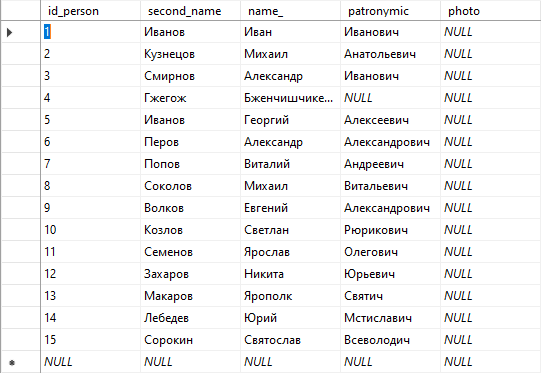 id_person second_name name_ patronymic photo
1 Иванов Иван Иванович NULL
2 Кузнецов Михаил Анатольевич NULL
3 Смирнов Александр Иванович NULL
4 Гжегож Бженчишчике... NULL NULL
5 Иванов Георгий Алексеевич NULL
6 Перов Александр Александрович NULL
7 Попов Виталий Андреевич NULL
8 Соколов Михаил Витальевич NULL
9 Волков Евгений Александрович NULL
10 Козлов Светлан Рюрикович NULL
11 Семенов Ярослав Олегович NULL
12 Захаров Никита Юрьевич NULL
13 Макаров Ярополк Святич NULL
14 Лебедев Юрий Мстиславич NULL
15 Сорокин Святослав Всеволодич NULL
NULL NULL NULL NULL NULL